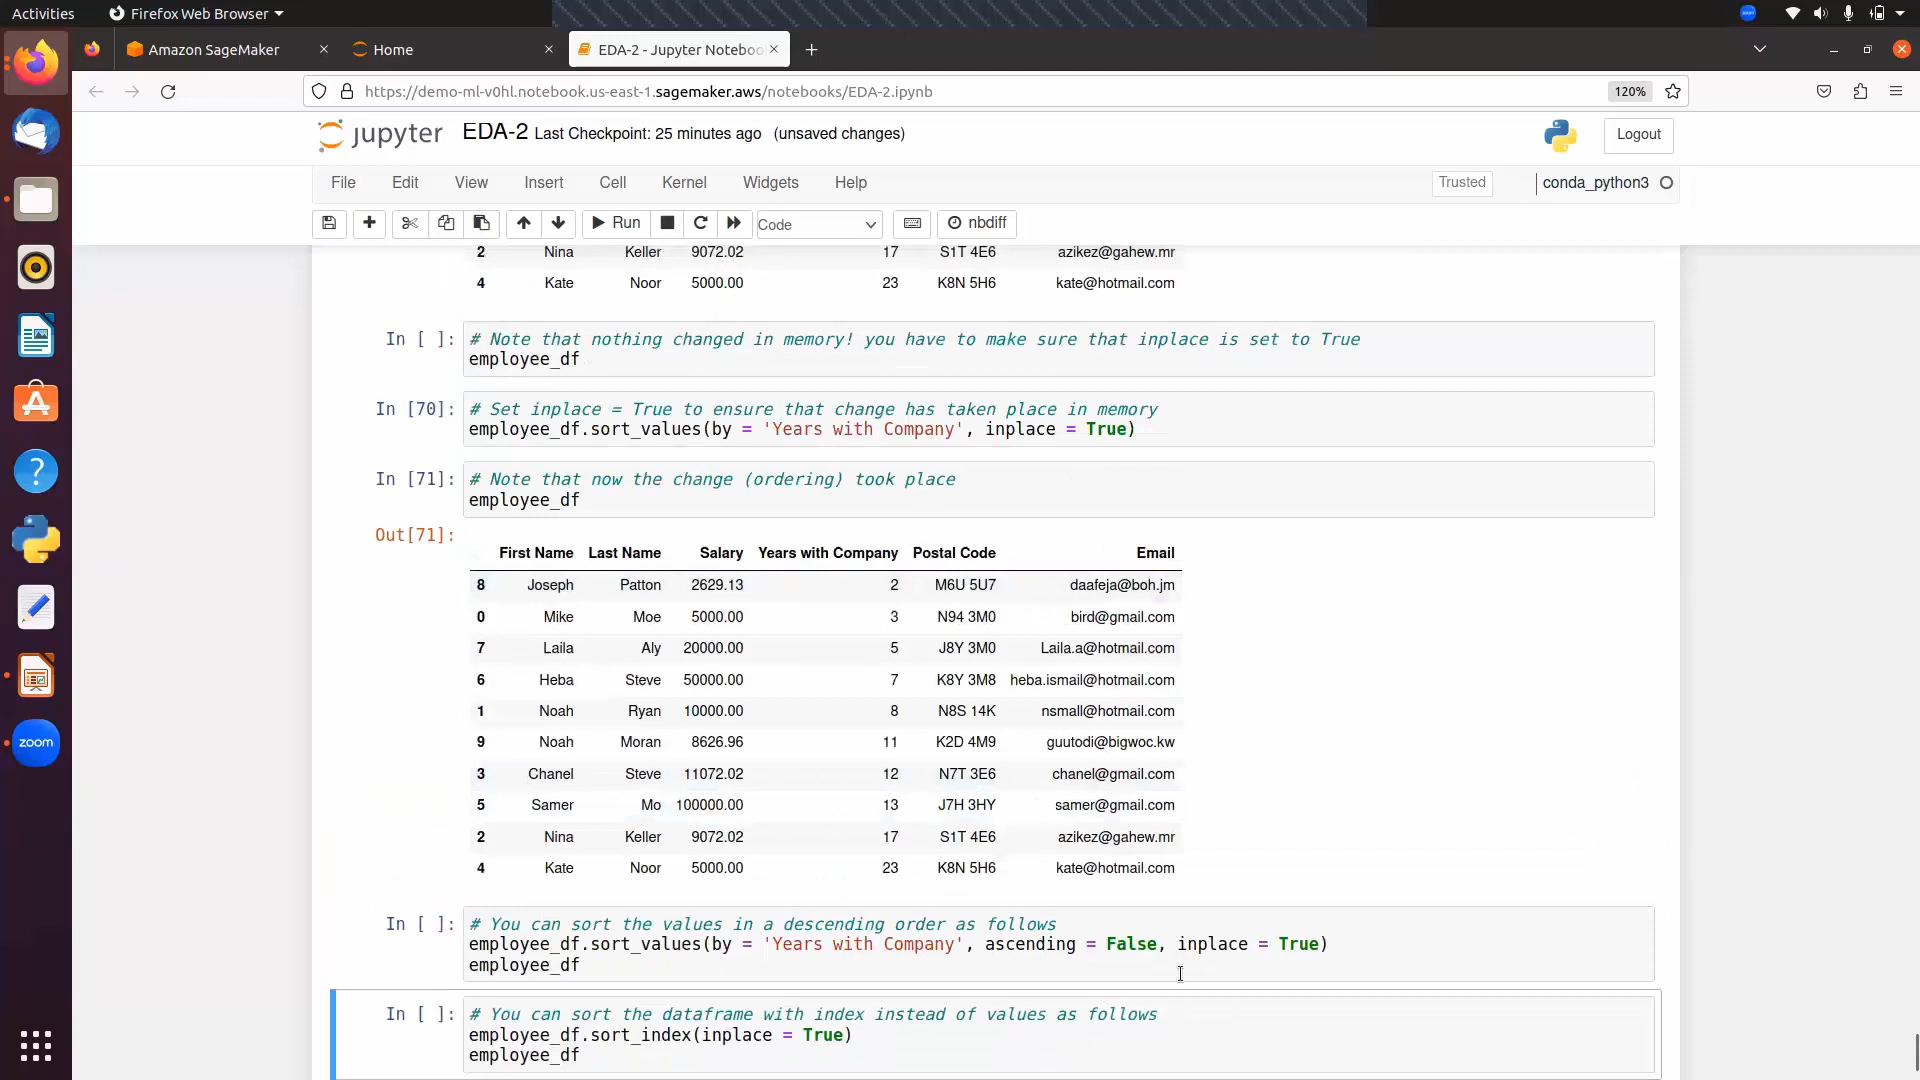 Activities Firefox Web Browser
Amazon SageMaker Home EDA-2 - Jupyter Noteboo
https://demo-ml-v0hl.notebook.us-east-1.sagemaker.aws/notebooks/EDA-2.ipynb 120%
jupyter EDA-2 Last Checkpoint: 25 minutes ago (unsaved changes) Logout
File Edit View Insert Cell Kernel Widgets Help Trusted conda_python3
Run Code nbdiff
2 Nina Keller 9072.02 17 S1T 4E6 azikez@gahew.mr
4 Kate Noor 5000.00 23 K8N 5H6 kate@hotmail.com
In [ ]: # Note that nothing changed in memory! you have to make sure that inplace is set to True
employee_df
In [70]: # Set inplace = True to ensure that change has taken place in memory
employee_df.sort_values(by = 'Years with Company', inplace = True)
In [71]: # Note that now the change (ordering) took place
employee_df
Out[71]:
First Name Last Name Salary Years with Company Postal Code Email
8 Joseph Patton 2629.13 2 M6U 5U7 daafeja@boh.jm
0 Mike Moe 5000.00 3 N94 3M0 bird@gmail.com
7 Laila Aly 20000.00 5 J8Y 3M0 Laila.a@hotmail.com
6 Heba Steve 50000.00 7 K8Y 3M8 heba.ismail@hotmail.com
1 Noah Ryan 10000.00 8 N8S 14K nsmall@hotmail.com
9 Noah Moran 8626.96 11 K2D 4M9 guutodi@bigwoc.kw
3 Chanel Steve 11072.02 12 N7T 3E6 chanel@gmail.com
5 Samer Mo 100000.00 13 J7H 3HY samer@gmail.com
2 Nina Keller 9072.02 17 S1T 4E6 azikez@gahew.mr
4 Kate Noor 5000.00 23 K8N 5H6 kate@hotmail.com
In [ ]: # You can sort the values in a descending order as follows
employee_df.sort_values(by = 'Years with Company', ascending = False, inplace = True)
employee_df
In [ ]: # You can sort the dataframe with index instead of values as follows
employee_df.sort_index(inplace = True)
employee_df
zoom